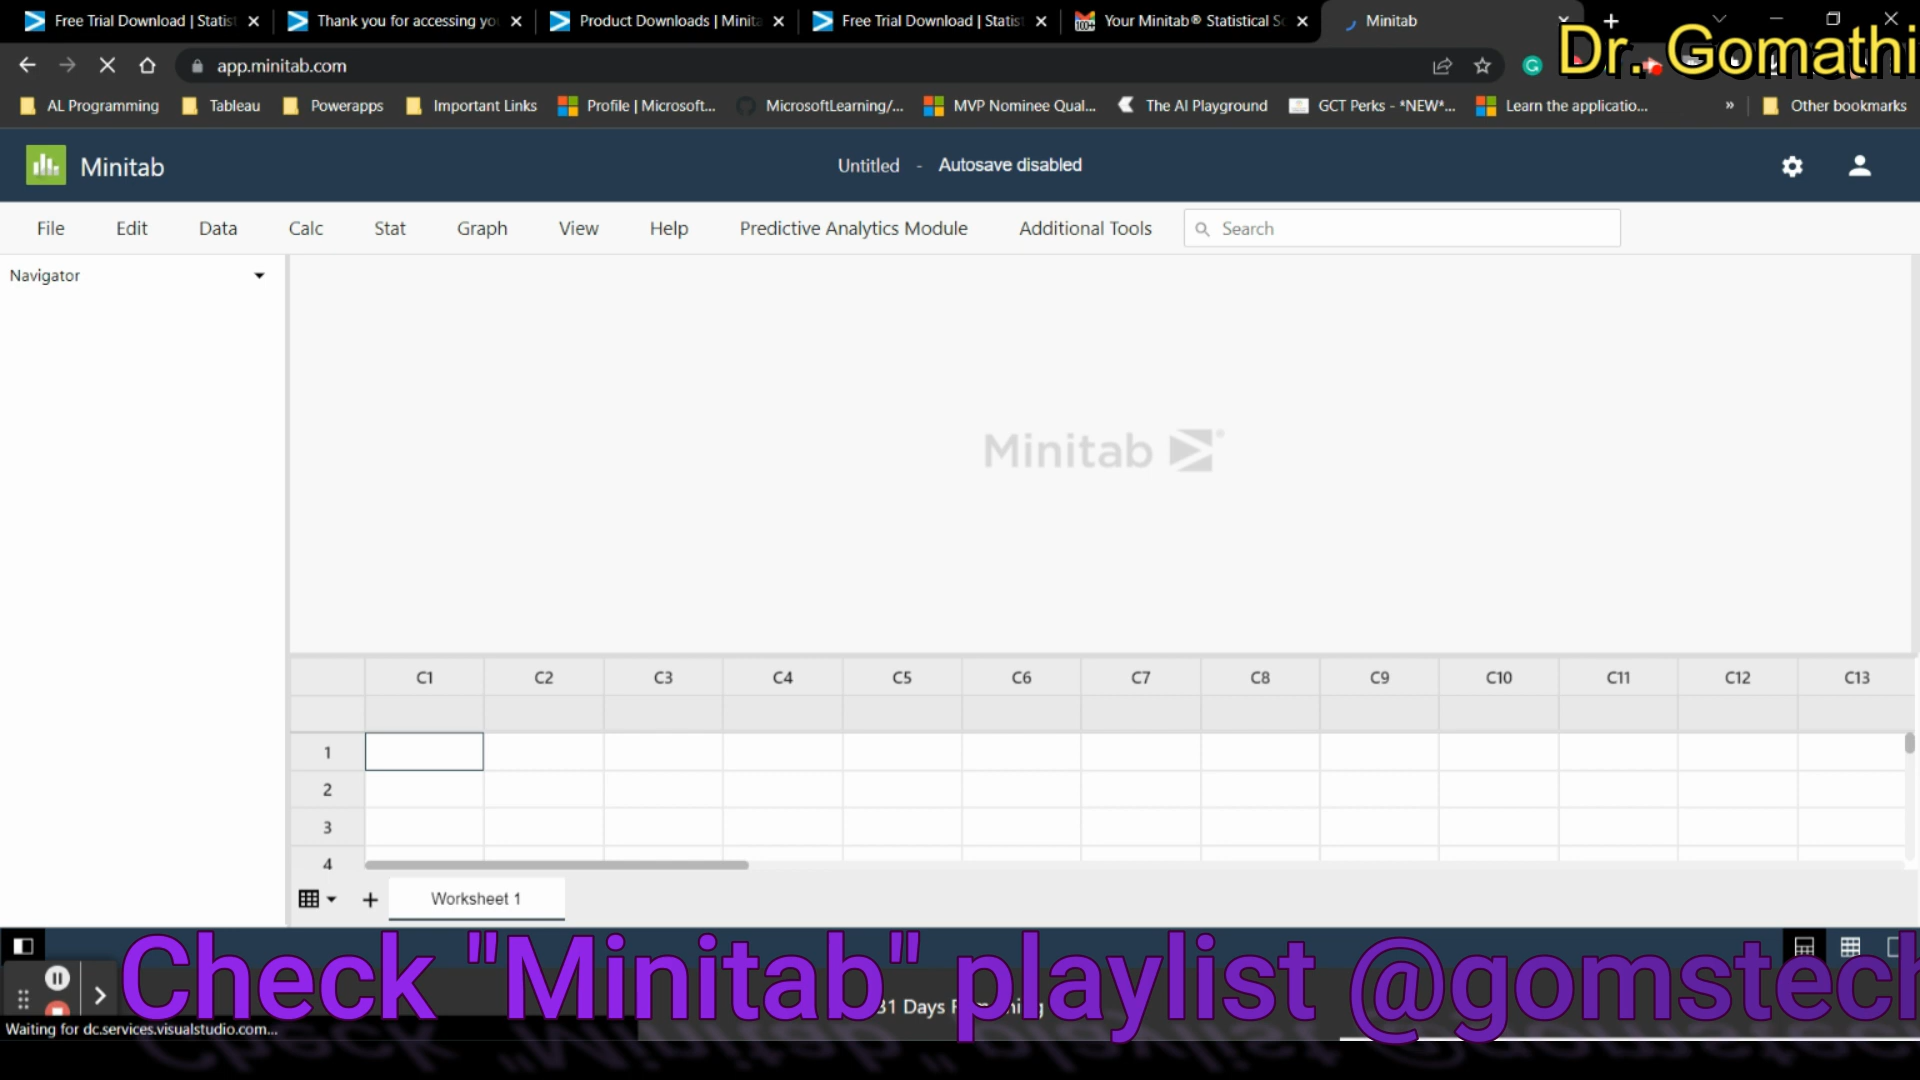 Free Trial Download | Statist
Thank you for accessing yo
Product Downloads | Minita
Free Trial Download | Statist
100+
Your Minitab® Statistical So
Minitab
Dr. Gomathi
app.minitab.com
AL Programming
Tableau
Powerapps
Important Links
Profile | Microsoft...
MicrosoftLearning/...
MVP Nominee Qual...
The AI Playground
GCT Perks - *NEW*...
Learn the applicatio...
»
Other bookmarks
Minitab
Untitled - Autosave disabled
File Edit Data Calc Stat Graph View Help Predictive Analytics Module Additional Tools Search
Navigator
Minitab
C1 C2 C3 C4 C5 C6 C7 C8 C9 C10 C11 C12 C13
1
2
3
4
+ Worksheet 1
Check "Minitab" playlist @gomstech
31 Days
Waiting for dc.services.visualstudio.com...